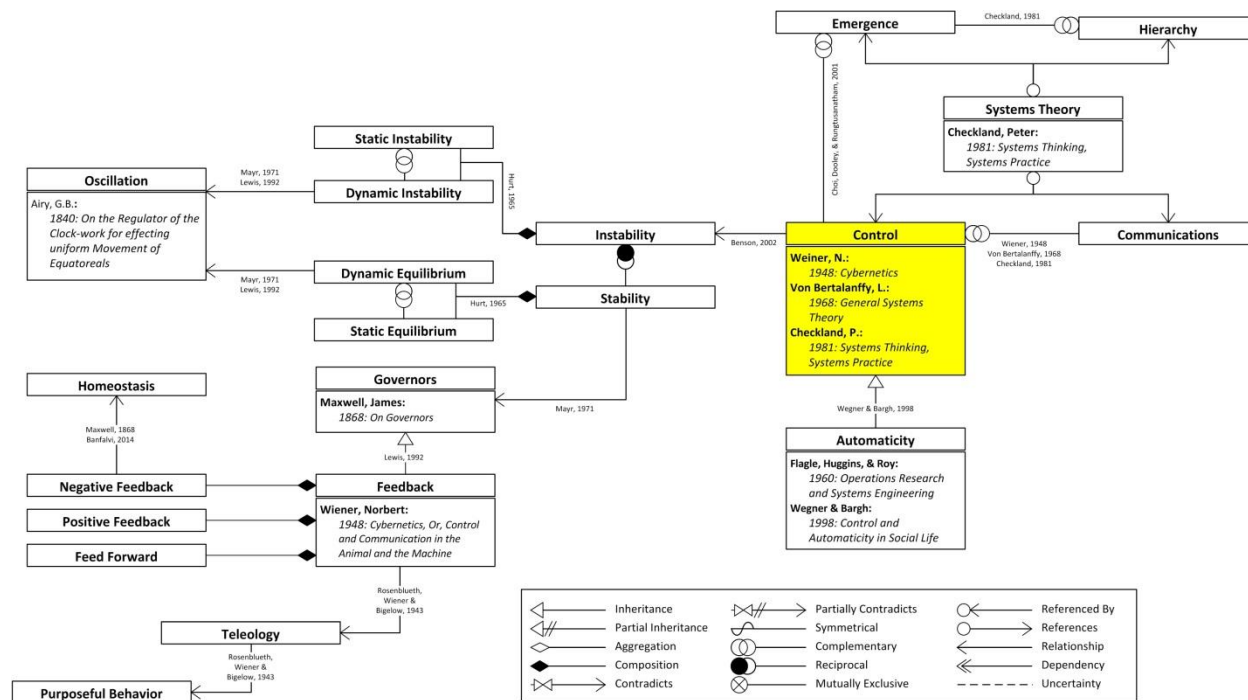 Emergence
Checkland, 1981
Hierarchy
Choi, Dooley, & Rungtusanatham, 2001
Systems Theory
Checkland, Peter:
1981: Systems Thinking,
Systems Practice
Static Instability
Dynamic Instability
Hurt, 1965
Mayr, 1971
Lewis, 1992
Oscillation
Airy, G.B.:
1840: On the Regulator of the
Clock-work for effecting
uniform Movement of
Equatoreals
Mayr, 1971
Lewis, 1992
Dynamic Equilibrium
Static Equilibrium
Hurt, 1965
Instability
Stability
Benson, 2002
Control
Weiner, N.:
1948: Cybernetics
Von Bertalanffy, L.:
1968: General Systems
Theory
Checkland, P.:
1981: Systems Thinking,
Systems Practice
Wiener, 1948
Von Bertalanffy, 1968
Checkland, 1981
Communications
Homeostasis
Maxwell, 1868
Banfalvi, 2014
Governors
Maxwell, James:
1868: On Governors
Mayr, 1971
Lewis, 1992
Wegner & Bargh, 1998
Automaticity
Flagle, Huggins, & Roy:
1960: Operations Research
and Systems Engineering
Wegner & Bargh:
1998: Control and
Automaticity in Social Life
Negative Feedback
Positive Feedback
Feed Forward
Feedback
Wiener, Norbert:
1948: Cybernetics, Or, Control
and Communication in the
Animal and the Machine
Rosenblueth,
Wiener &
Bigelow, 1943
Teleology
Rosenblueth,
Wiener &
Bigelow, 1943
Purposeful Behavior
Inheritance
Partial Inheritance
Aggregation
Composition
Contradicts
Partially Contradicts
Symmetrical
Complementary
Reciprocal
Mutually Exclusive
Referenced By
References
Relationship
Dependency
Uncertainty